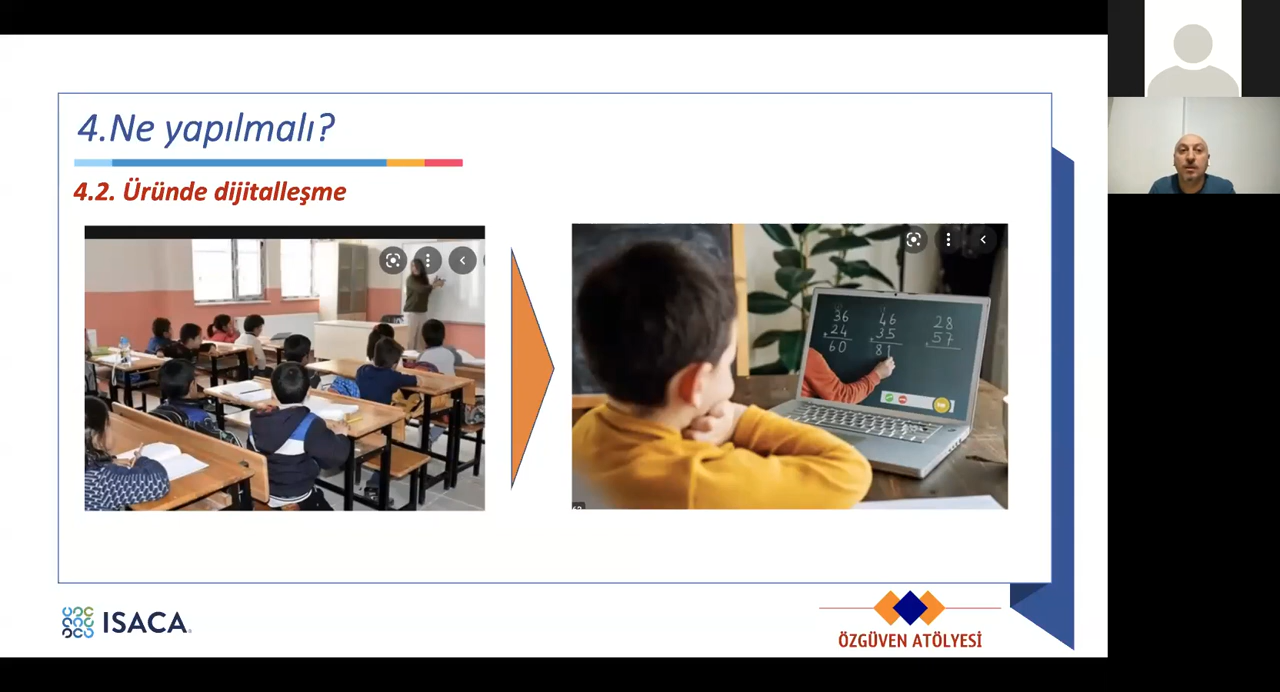 4.Ne yapılmalı?
4.2. Üründe dijitalleşme
36
24
60
46
35
81
28
57
ISACA
ÖZGÜVEN ATÖLYESİ